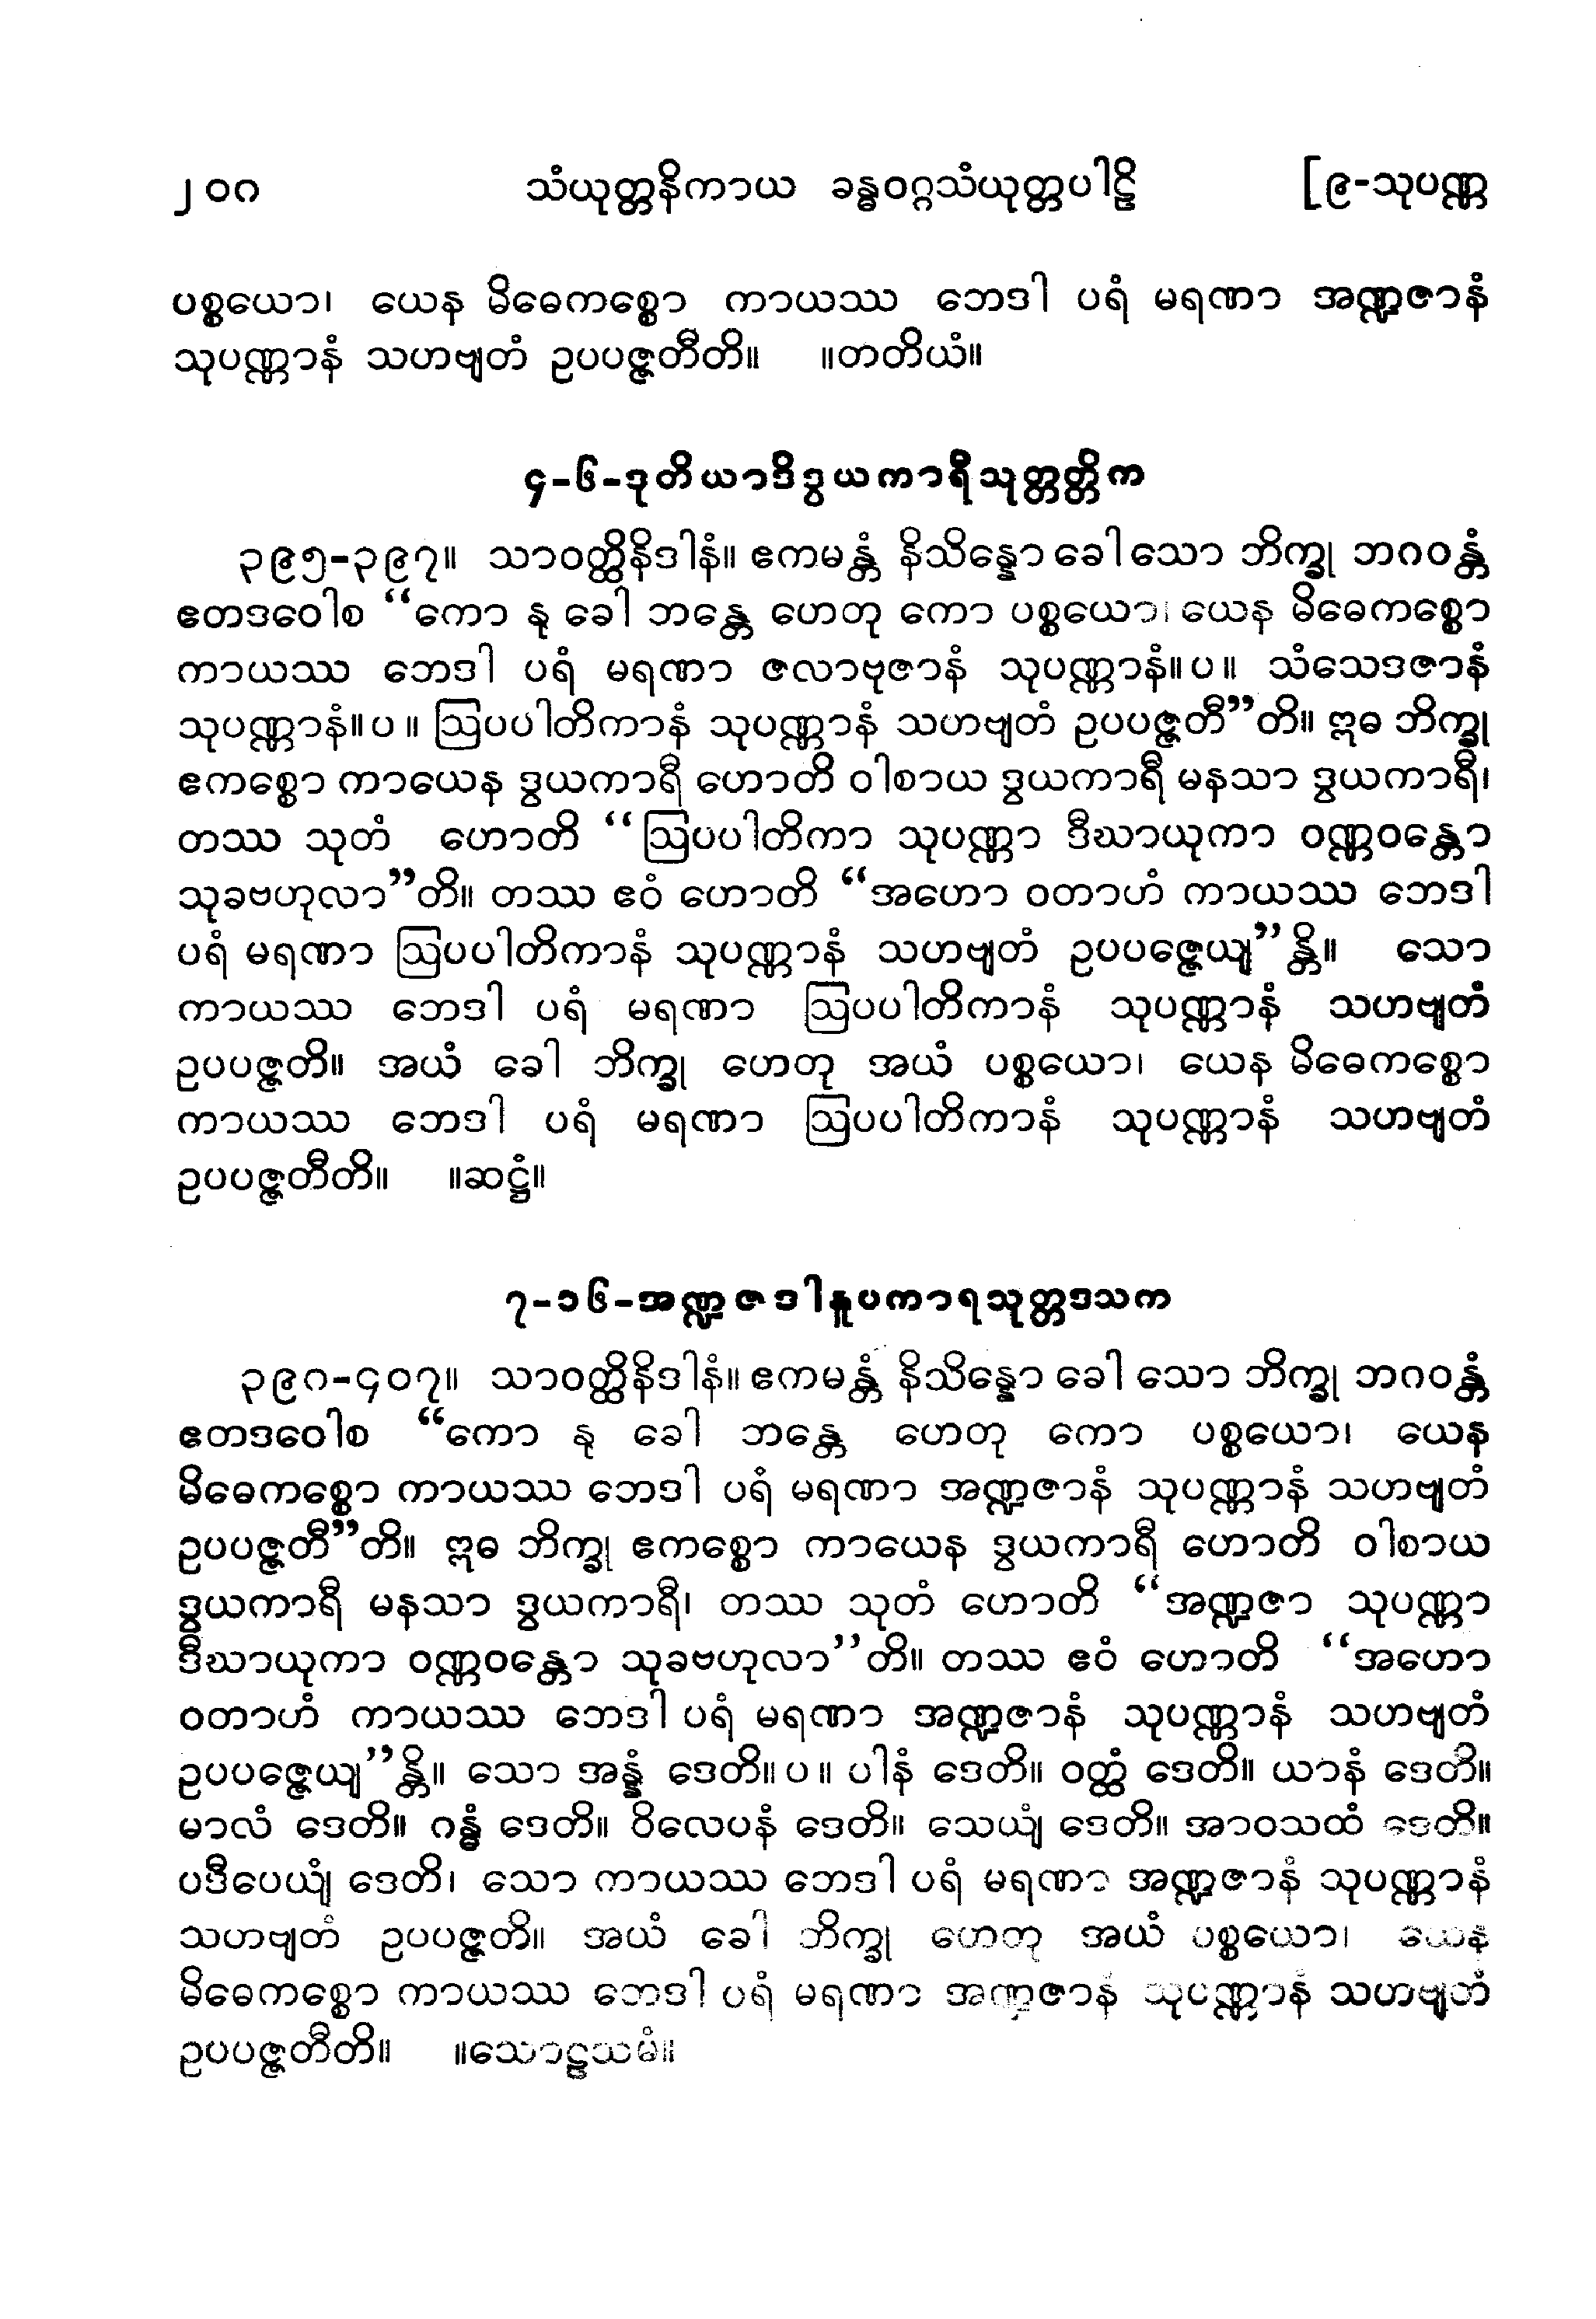 ၂၀၈ သံယုတ္တနိကာယ ခန္ဓဝဂ္ဂသံယုတ္တပါဠိ [၉-သုပဏ္ဏ
ပစ္စယော၊ ယေန မိဓေကစ္စော ကာယဿ ဘေဒါ ပရံ မရဏာ အဏ္ဍဇာနံ
သုပဏ္ဏာနံ သဟဗျတံ ဥပပဇ္ဇတီတိ။ ။တတိယံ။
၄-၆-ဒုတိယာဒိဒွယကာရီသုတ္တတ္တိက
၃၉၅-၃၉၇။ သာဝတ္ထိနိဒါနံ။ ဧကမန္တံ နိသိန္နော ခေါ သော ဘိက္ခု ဘဂဝန္တံ
ဧတဒဝေါစ “ကော နု ခေါ ဘန္တေ ဟေတု ကော ပစ္စယော၊ ယေန မိဓေကစ္စော
ကာယဿ ဘေဒါ ပရံ မရဏာ ဇလာဗုဇာနံ သုပဏ္ဏာနံ။ပ။ သံသေဒဇာနံ
သုပဏ္ဏာနံ။ပ။ ဩပပါတိကာနံ သုပဏ္ဏာနံ သဟဗျတံ ဥပပဇ္ဇတီ”တိ။ ဣဓ ဘိက္ခု
ဧကစ္စော ကာယေန ဒွယကာရီ ဟောတိ ဝါစာယ ဒွယကာရီ မနသာ ဒွယကာရီ၊
တဿ သုတံ ဟောတိ “ဩပပါတိကာ သုပဏ္ဏာ ဒီဃာယုကာ ဝဏ္ဏဝန္တော
သုခဗဟုလာ”တိ။ တဿ ဧဝံ ဟောတိ “အဟော ဝတာဟံ ကာယဿ ဘေဒါ
ပရံ မရဏာ ဩပပါတိကာနံ သုပဏ္ဏာနံ သဟဗျတံ ဥပပဇ္ဇေယျ”န္တိ။ သော
ကာယဿ ဘေဒါ ပရံ မရဏာ ဩပပါတိကာနံ သုပဏ္ဏာနံ သဟဗျတံ
ဥပပဇ္ဇတိ။ အယံ ခေါ ဘိက္ခု ဟေတု အယံ ပစ္စယော၊ ယေန မိဓေကစ္စော
ကာယဿ ဘေဒါ ပရံ မရဏာ ဩပပါတိကာနံ သုပဏ္ဏာနံ သဟဗျတံ
ဥပပဇ္ဇတီတိ။ ။ဆဋ္ဌံ။
၇-၁၆-အဏ္ဍဇဒါနူပကာရသုတ္တဒသက
၃၉၈-၄၀၇။ သာဝတ္ထိနိဒါနံ။ ဧကမန္တံ နိသိန္နော ခေါ သော ဘိက္ခု ဘဂဝန္တံ
ဧတဒဝေါစ “ကော နု ခေါ ဘန္တေ ဟေတု ကော ပစ္စယော၊ ယေန
မိဓေကစ္စော ကာယဿ ဘေဒါ ပရံ မရဏာ အဏ္ဍဇာနံ သုပဏ္ဏာနံ သဟဗျတံ
ဥပပဇ္ဇတီ”တိ။ ဣဓ ဘိက္ခု ဧကစ္စော ကာယေန ဒွယကာရီ ဟောတိ ဝါစာယ
ဒွယကာရီ မနသာ ဒွယကာရီ၊ တဿ သုတံ ဟောတိ “အဏ္ဍဇာ သုပဏ္ဏာ
ဒီဃာယုကာ ဝဏ္ဏဝန္တော သုခဗဟုလာ”တိ။ တဿ ဧဝံ ဟောတိ “အဟော
ဝတာဟံ ကာယဿ ဘေဒါ ပရံ မရဏာ အဏ္ဍဇာနံ သုပဏ္ဏာနံ သဟဗျတံ
ဥပပဇ္ဇေယျ”န္တိ။ သော အန္နံ ဒေတိ။ပ။ ပါနံ ဒေတိ။ ဝတ္ထံ ဒေတိ။ ယာနံ ဒေတိ။
မာလံ ဒေတိ။ ဂန္ဓံ ဒေတိ။ ဝိလေပနံ ဒေတိ။ သေယျံ ဒေတိ။ အာဝသထံ ဒေတိ။
ပဒီပေယျံ ဒေတိ၊ သော ကာယဿ ဘေဒါ ပရံ မရဏာ အဏ္ဍဇာနံ သုပဏ္ဏာနံ
သဟဗျတံ ဥပပဇ္ဇတိ။ အယံ ခေါ ဘိက္ခု ဟေတု အယံ ပစ္စယော၊ ယေန
မိဓေကစ္စော ကာယဿ ဘေဒါ ပရံ မရဏာ အဏ္ဍဇာနံ သုပဏ္ဏာနံ သဟဗျတံ
ဥပပဇ္ဇတီတိ။ ။သောဠသမံ။